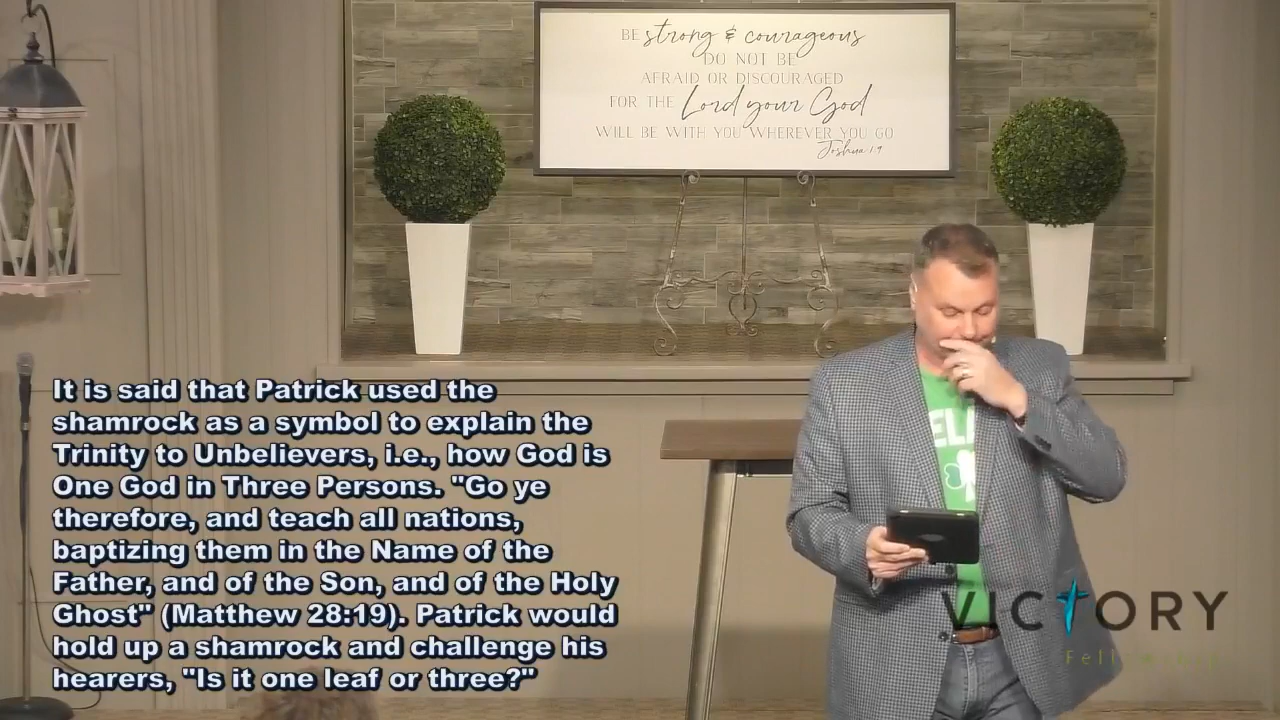 BE strong & courageous
DO NOT BE
AFRAID OR DISCOURAGED
FOR THE Lord your God
WILL BE WITH YOU WHEREVER YOU GO
Joshua 1:9
It is said that Patrick used the
shamrock as a symbol to explain the
Trinity to Unbelievers, i.e., how God is
One God in Three Persons. "Go ye
therefore, and teach all nations,
baptizing them in the Name of the
Father, and of the Son, and of the Holy
Ghost" (Matthew 28:19). Patrick would
hold up a shamrock and challenge his
hearers, "Is it one leaf or three?"
VICTORY
Fellowship